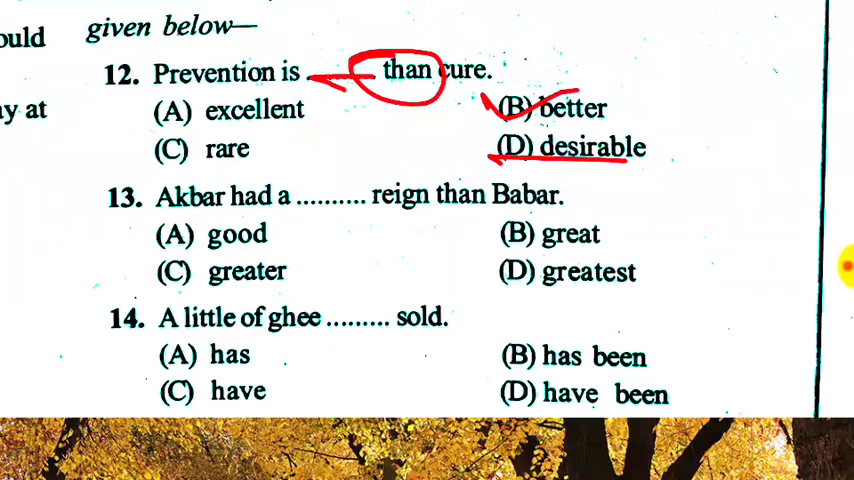 ould
given below—
12. Prevention is than cure.
(A) excellent (B) better
y at
(C) rare (D) desirable
13. Akbar had a .......... reign than Babar.
(A) good (B) great
(C) greater (D) greatest
14. A little of ghee ......... sold.
(A) has (B) has been
(C) have (D) have been